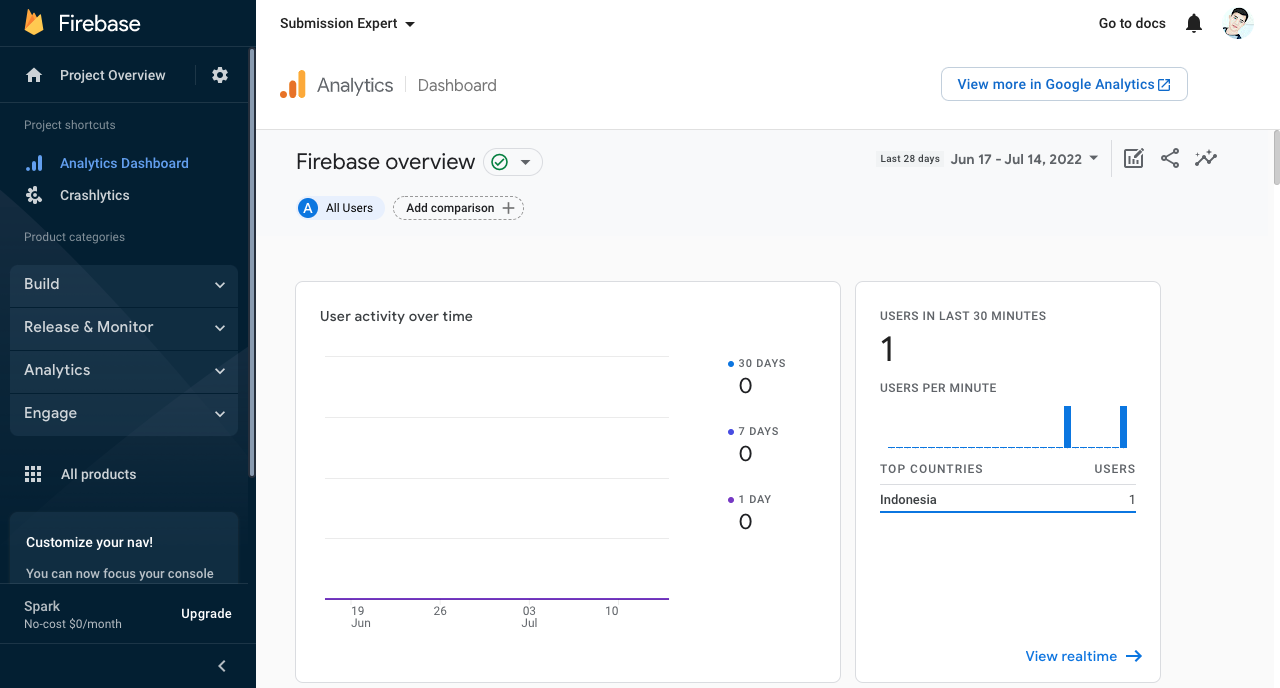 Firebase
Submission Expert
Go to docs
Project Overview
Analytics
Dashboard
View more in Google Analytics
Project shortcuts
Analytics Dashboard
Crashlytics
Product categories
Build
Release & Monitor
Analytics
Engage
All products
Customize your nav!
You can now focus your console
Spark
No-cost $0/month
Upgrade
Firebase overview
Last 28 days
Jun 17 - Jul 14, 2022
A
All Users
Add comparison
User activity over time
30 DAYS
0
7 DAYS
0
1 DAY
0
19
Jun
26
03
Jul
10
USERS IN LAST 30 MINUTES
1
USERS PER MINUTE
TOP COUNTRIES
USERS
Indonesia
1
View realtime